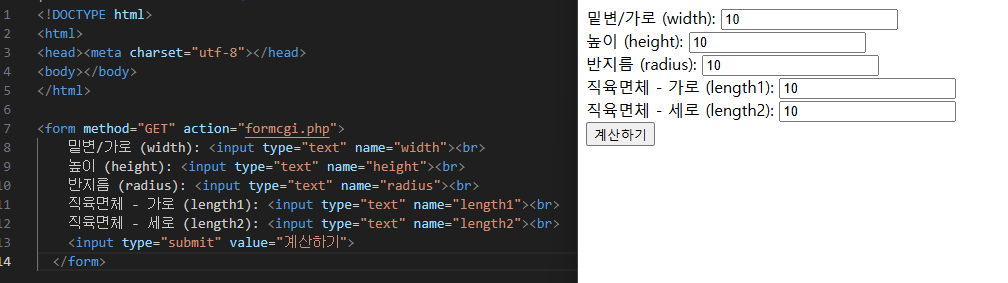 1 <!DOCTYPE html>
2 <html>
3 <head><meta charset="utf-8"></head>
4 <body></body>
5 </html>
6
7 <form method="GET" action="formcgi.php">
8 밑변/가로 (width): <input type="text" name="width"><br>
9 높이 (height): <input type="text" name="height"><br>
10 반지름 (radius): <input type="text" name="radius"><br>
11 직육면체 - 가로 (length1): <input type="text" name="length1"><br>
12 직육면체 - 세로 (length2): <input type="text" name="length2"><br>
13 <input type="submit" value="계산하기">
14 </form>
밑변/가로 (width): 10
높이 (height): 10
반지름 (radius): 10
직육면체 - 가로 (length1): 10
직육면체 - 세로 (length2): 10
계산하기